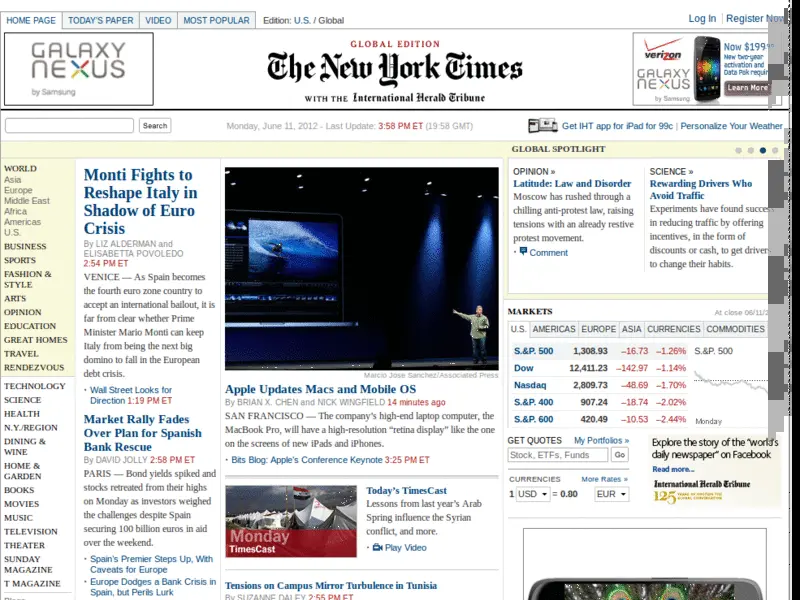 HOME PAGE TODAY'S PAPER VIDEO MOST POPULAR Edition: U.S. / Global
Log In Register Now
GALAXY
NEXUS
by Samsung
GLOBAL EDITION
The New York Times
WITH THE International Herald Tribune
verizon
GALAXY
NEXUS
by Samsung
Now $199
New two-year
activation and
Data Pak requir
Learn More
Search
Monday, June 11, 2012 - Last Update: 3:58 PM ET (19:58 GMT)
Get IHT app for iPad for 99c | Personalize Your Weather
WORLD
Asia
Europe
Middle East
Africa
Americas
U.S.
BUSINESS
SPORTS
FASHION &
STYLE
ARTS
OPINION
EDUCATION
GREAT HOMES
TRAVEL
RENDEZVOUS
TECHNOLOGY
SCIENCE
HEALTH
N.Y./REGION
DINING &
WINE
HOME &
GARDEN
BOOKS
MOVIES
MUSIC
TELEVISION
THEATER
SUNDAY
MAGAZINE
T MAGAZINE
Monti Fights to
Reshape Italy in
Shadow of Euro
Crisis
By LIZ ALDERMAN and
ELISABETTA POVOLEDO
2:54 PM ET
VENICE — As Spain becomes
the fourth euro zone country to
accept an international bailout, it is
far from clear whether Prime
Minister Mario Monti can keep
Italy from being the next big
domino to fall in the European
debt crisis.
· Wall Street Looks for
Direction 1:19 PM ET
Market Rally Fades
Over Plan for Spanish
Bank Rescue
By DAVID JOLLY 2:58 PM ET
PARIS — Bond yields spiked and
stocks retreated from their highs
on Monday as investors weighed
the challenges despite Spain
securing 100 billion euros in aid
over the weekend.
· Spain's Premier Steps Up, With
Caveats for Europe
· Europe Dodges a Bank Crisis in
Spain, but Perils Lurk
Marcio Jose Sanchez/Associated Press
Apple Updates Macs and Mobile OS
By BRIAN X. CHEN and NICK WINGFIELD 14 minutes ago
SAN FRANCISCO — The company's high-end laptop computer, the
MacBook Pro, will have a high-resolution "retina display" like the one
on the screens of new iPads and iPhones.
· Bits Blog: Apple's Conference Keynote 3:25 PM ET
Monday
TimesCast
Today's TimesCast
Lessons from last year's Arab
Spring influence the Syrian
conflict, and more.
· Play Video
Tensions on Campus Mirror Turbulence in Tunisia
By SUZANNE DALEY 2:55 PM ET
GLOBAL SPOTLIGHT
OPINION »
Latitude: Law and Disorder
Moscow has rushed through a
chilling anti-protest law, raising
tensions with an already restive
protest movement.
· Comment
SCIENCE »
Rewarding Drivers Who
Avoid Traffic
Experiments have found success
in reducing traffic by offering
incentives, in the form of
discounts or cash, to get drivers
to change their habits.
MARKETS At close 06/11/
U.S. AMERICAS EUROPE ASIA CURRENCIES COMMODITIES
S.&P. 500 1,308.93 −16.73 −1.26%
Dow 12,411.23 −142.97 −1.14%
Nasdaq 2,809.73 −48.69 −1.70%
S.&P. 400 907.24 −18.74 −2.02%
S.&P. 600 420.49 −10.53 −2.44%
S.&P. 500
Monday
GET QUOTES My Portfolios »
Stock, ETFs, Funds Go
CURRENCIES More Rates »
1 USD = 0.80 EUR
Explore the story of the "world's
daily newspaper" on Facebook
Read more...
International Herald Tribune
125